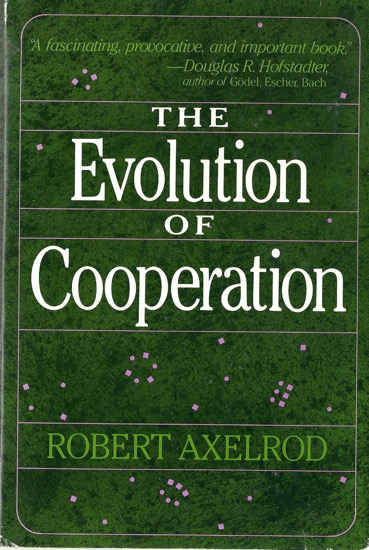 "A fascinating, provocative, and important book."
—Douglas R. Hofstadter,
author of Gödel, Escher, Bach
THE
Evolution
OF
Cooperation
ROBERT AXELROD